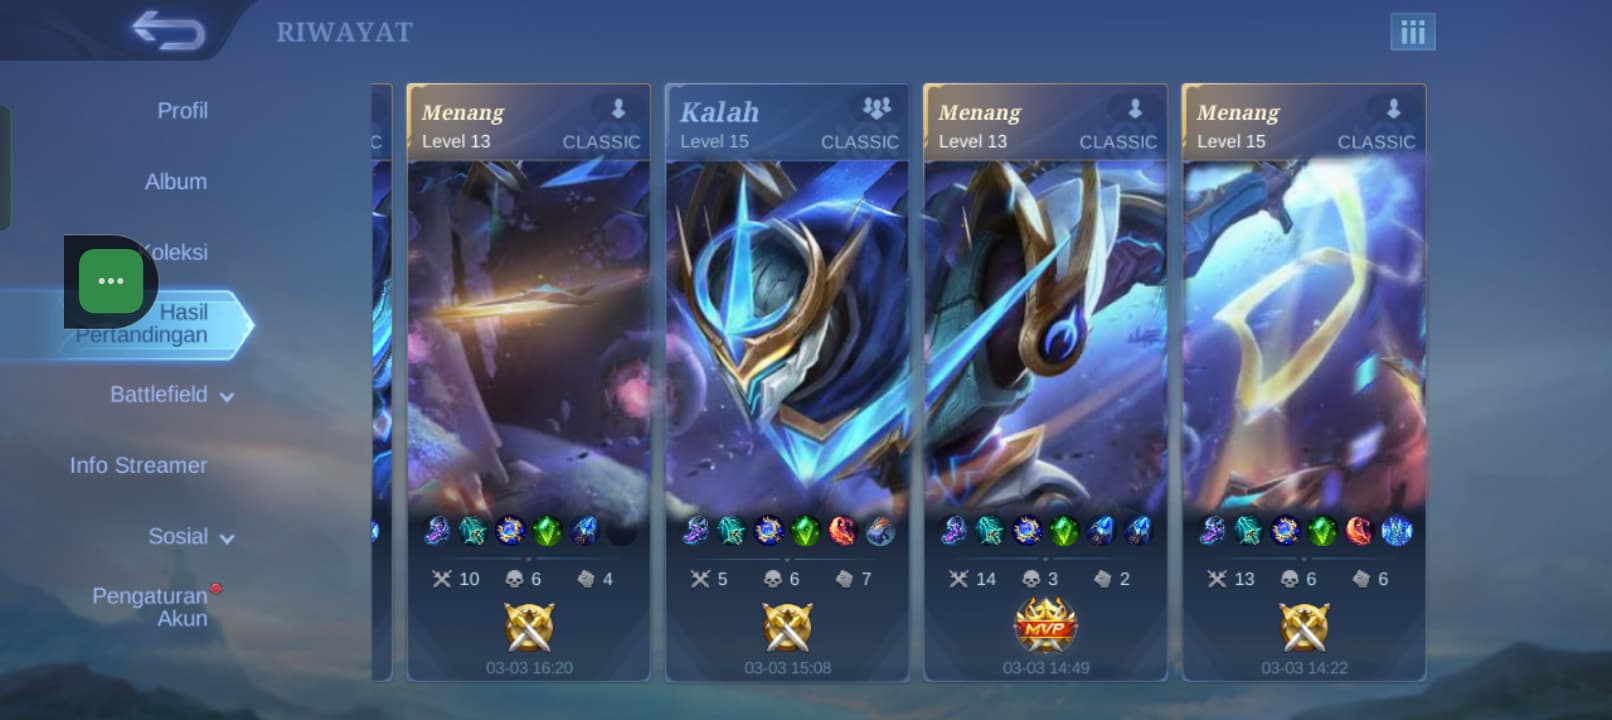 RIWAYAT
Profil
Album
Koleksi
Hasil
Pertandingan
Battlefield
Info Streamer
Sosial
Pengaturan
Akun
C
Menang
Level 13 CLASSIC
10 6 4
03-03 16:20
Kalah
Level 15 CLASSIC
5 6 7
03-03 15:08
Menang
Level 13 CLASSIC
14 3 2
MVP
03-03 14:49
Menang
Level 15 CLASSIC
13 6 6
03-03 14:22